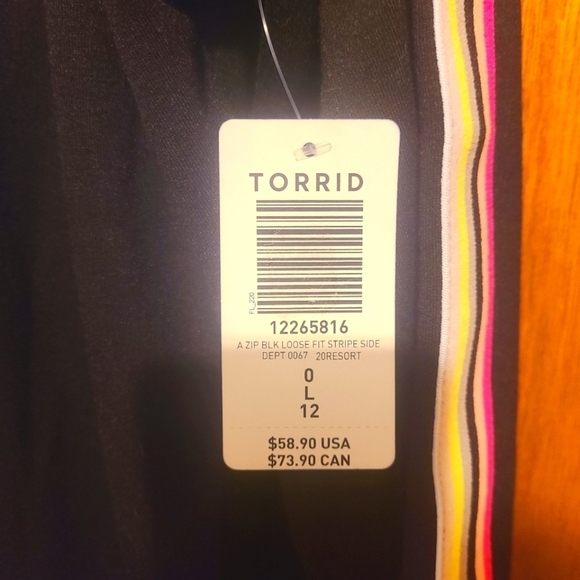 TORRID
FL_220
12265816
A ZIP BLK LOOSE FIT STRIPE SIDE
DEPT 0067 20RESORT
0
L
12
$58.90 USA
$73.90 CAN